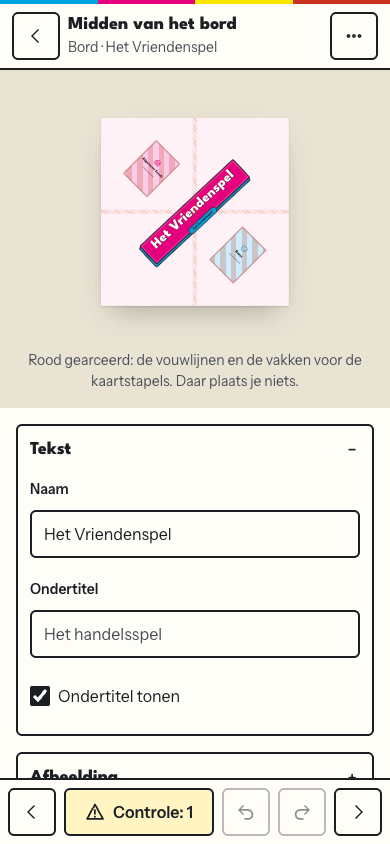 Midden van het bord
Bord · Het Vriendenspel
Het Vriendenspel
Rood gearceerd: de vouwlijnen en de vakken voor de
kaartstapels. Daar plaats je niets.
Tekst
Naam
Het Vriendenspel
Ondertitel
Het handelsspel
Ondertitel tonen
Afbeelding
Controle: 1